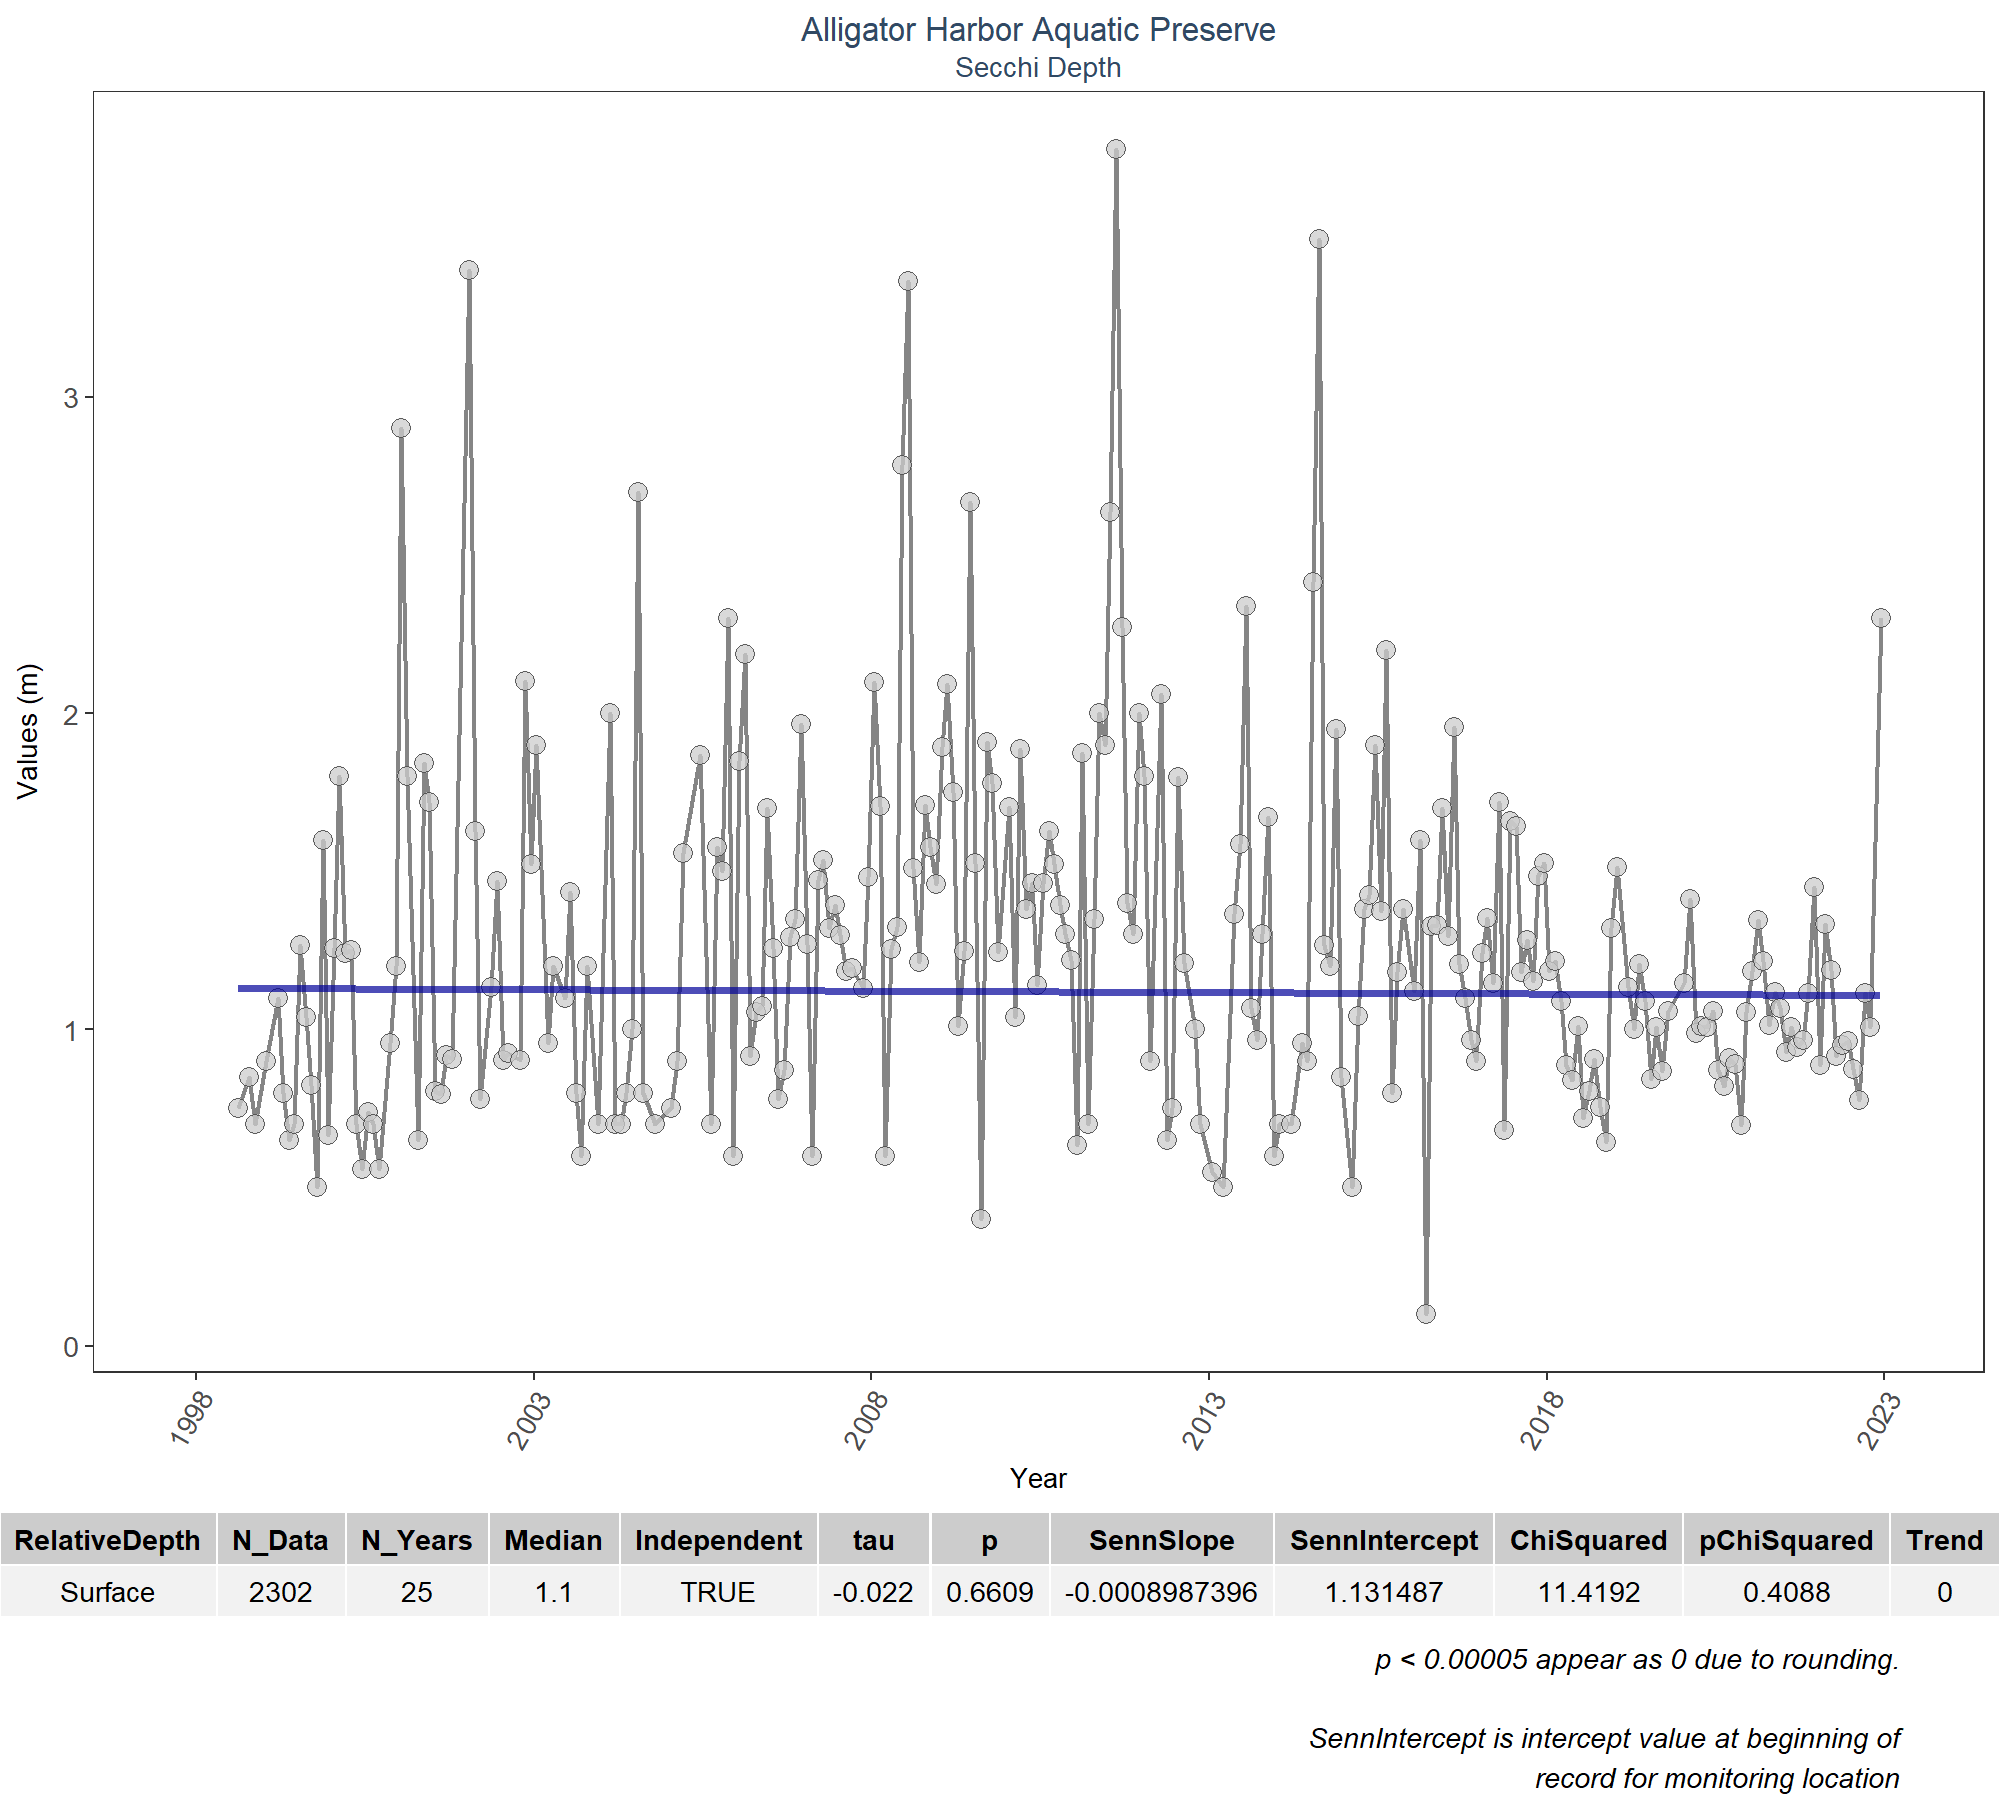 Alligator Harbor Aquatic Preserve
Secchi Depth
Values (m)
3
2
1
0
1998 2003 2008 2013 2018 2023
Year
RelativeDepth N_Data N_Years Median Independent tau p SennSlope SennIntercept ChiSquared pChiSquared Trend
Surface 2302 25 1.1 TRUE -0.022 0.6609 -0.0008987396 1.131487 11.4192 0.4088 0
p < 0.00005 appear as 0 due to rounding.
SennIntercept is intercept value at beginning of
record for monitoring location